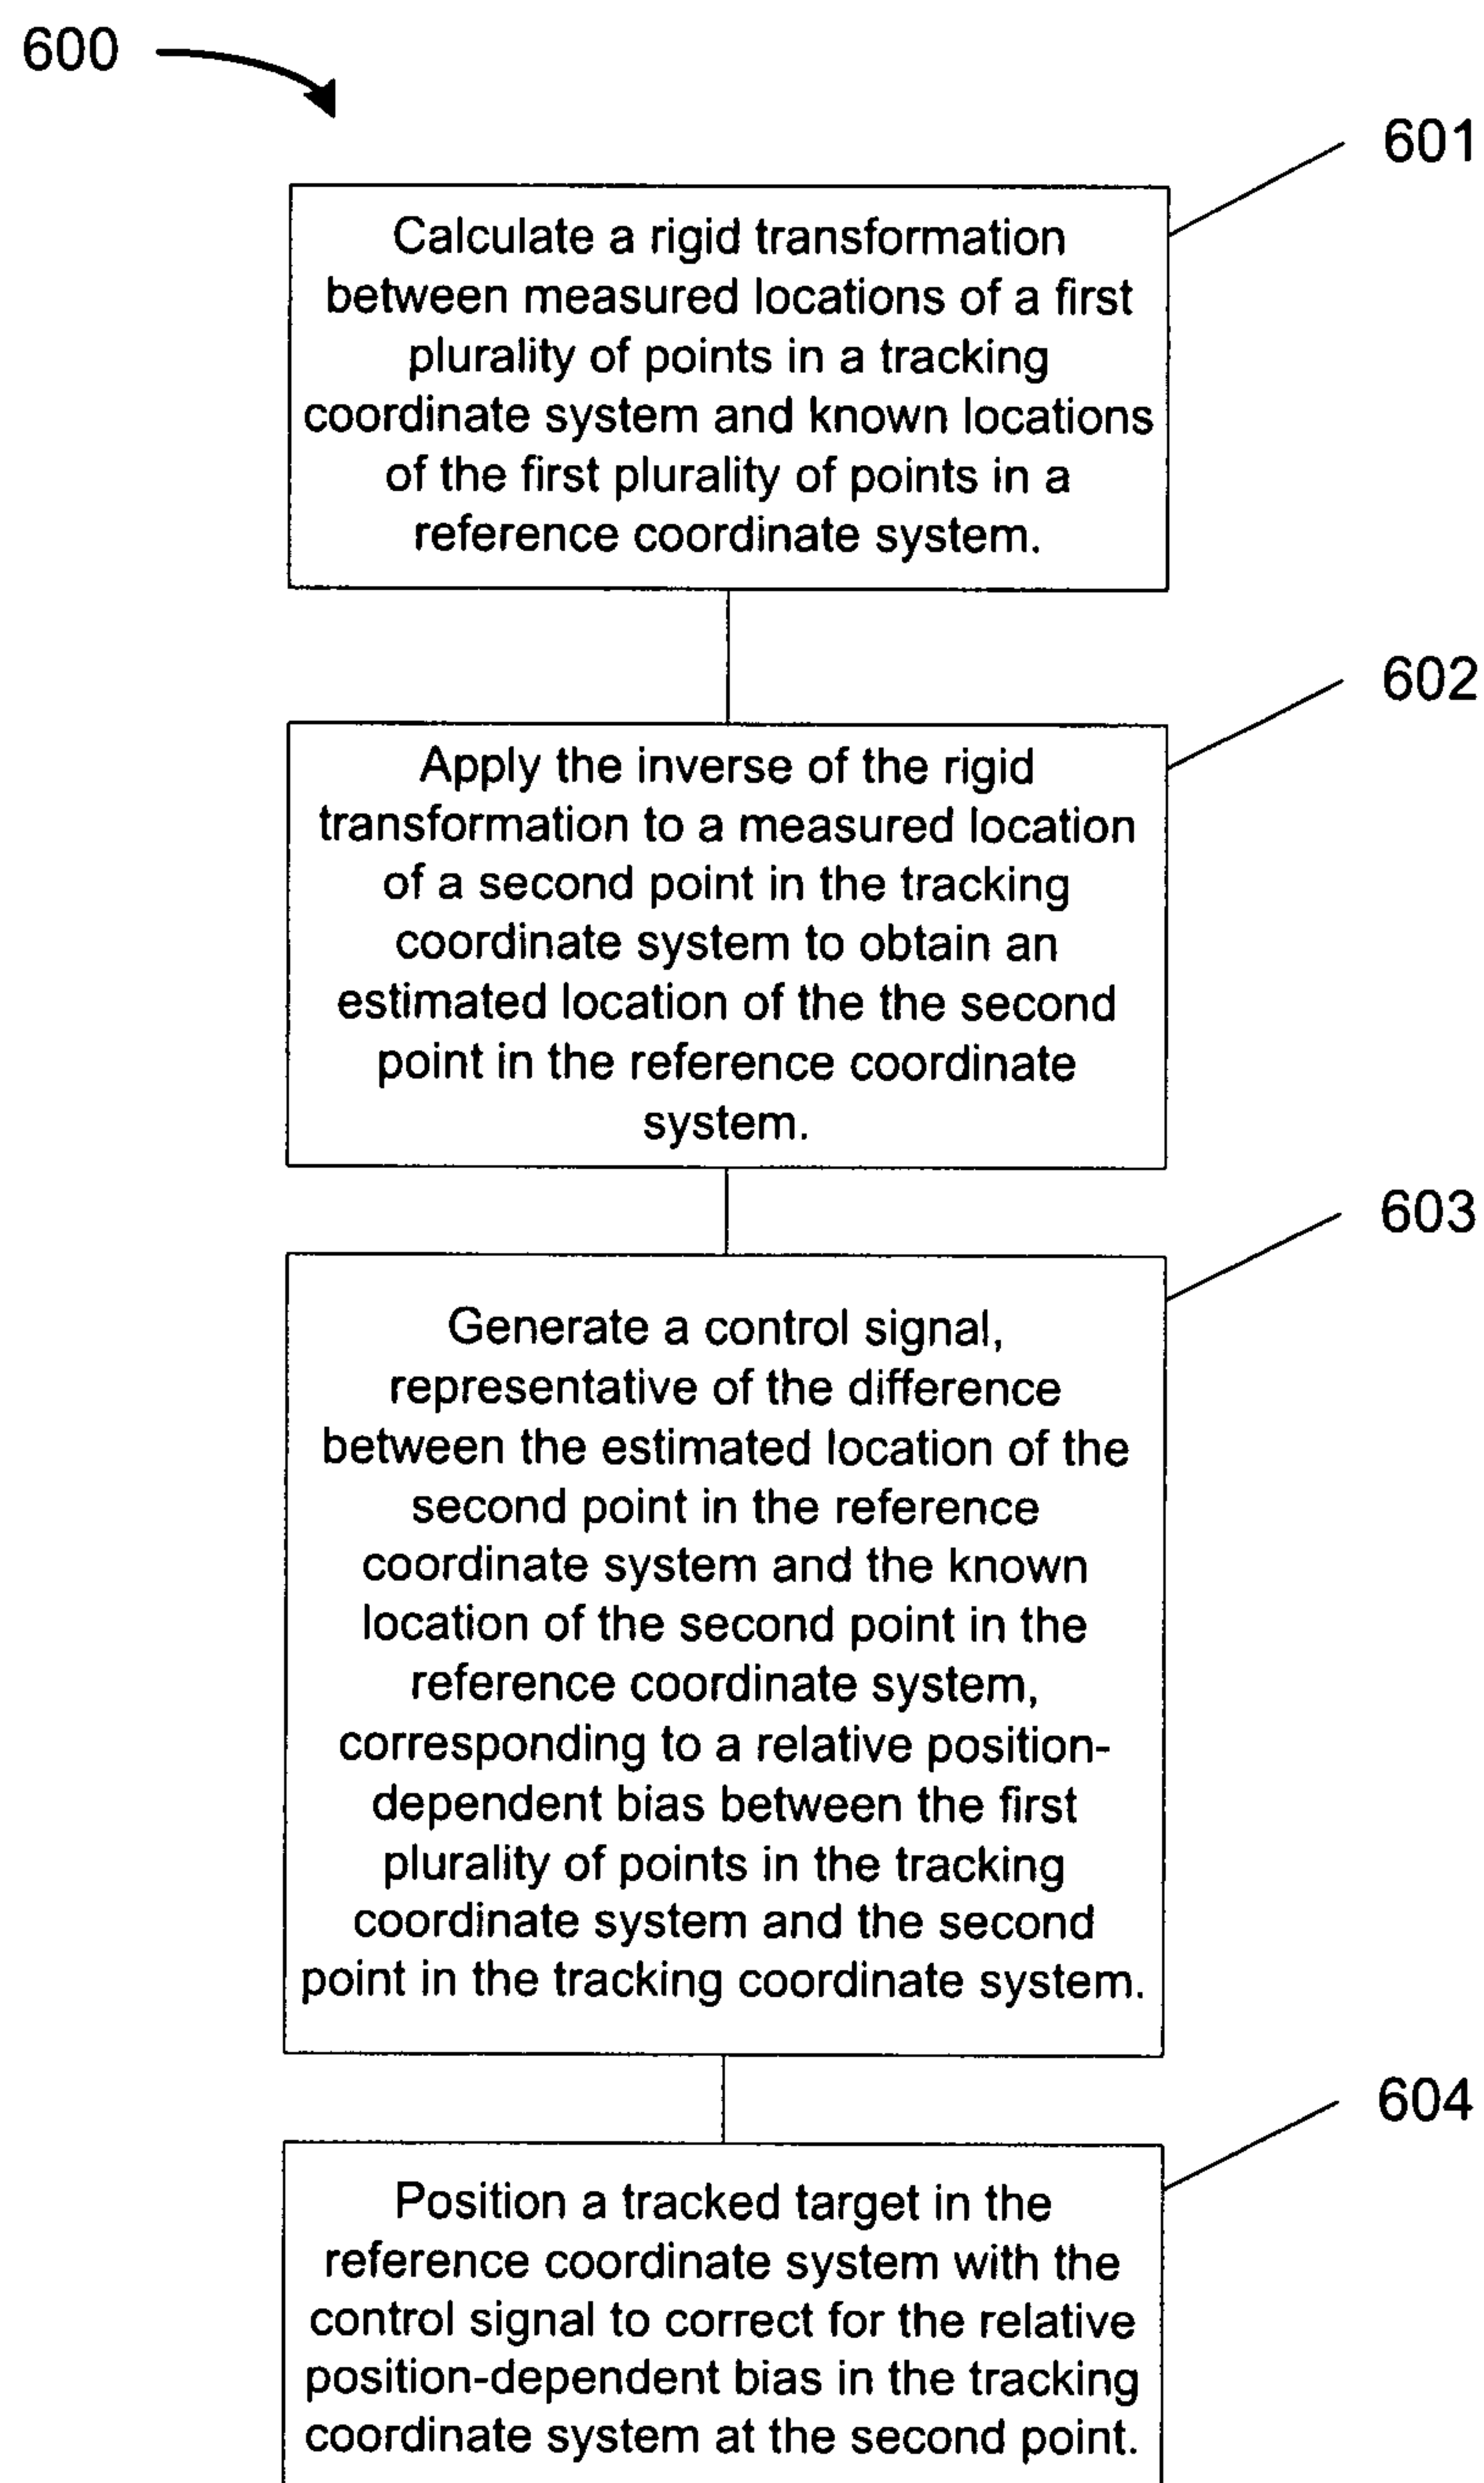 600
601
Calculate a rigid transformation
between measured locations of a first
plurality of points in a tracking
coordinate system and known locations
of the first plurality of points in a
reference coordinate system.
602
Apply the inverse of the rigid
transformation to a measured location
of a second point in the tracking
coordinate system to obtain an
estimated location of the the second
point in the reference coordinate
system.
603
Generate a control signal,
representative of the difference
between the estimated location of the
second point in the reference
coordinate system and the known
location of the second point in the
reference coordinate system,
corresponding to a relative position-
dependent bias between the first
plurality of points in the tracking
coordinate system and the second
point in the tracking coordinate system.
604
Position a tracked target in the
reference coordinate system with the
control signal to correct for the relative
position-dependent bias in the tracking
coordinate system at the second point.